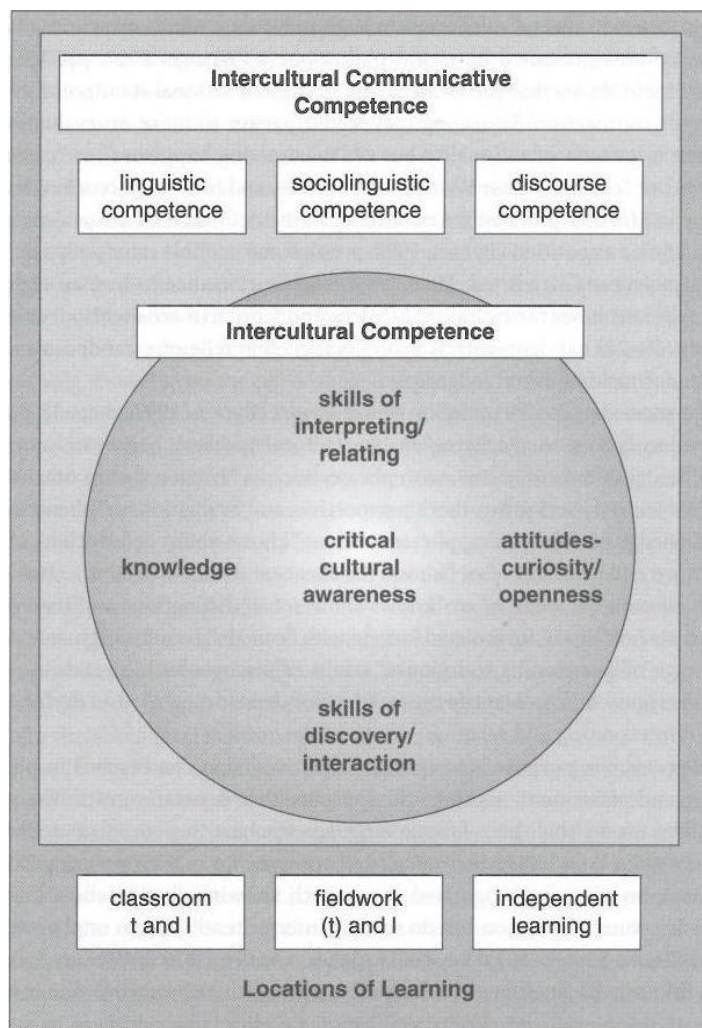 Intercultural Communicative
Competence
linguistic
competence
sociolinguistic
competence
discourse
competence
Intercultural Competence
skills of
interpreting/
relating
knowledge
critical
cultural
awareness
attitudes-
curiosity/
openness
skills of
discovery/
interaction
classroom
t and l
fieldwork
(t) and l
independent
learning l
Locations of Learning